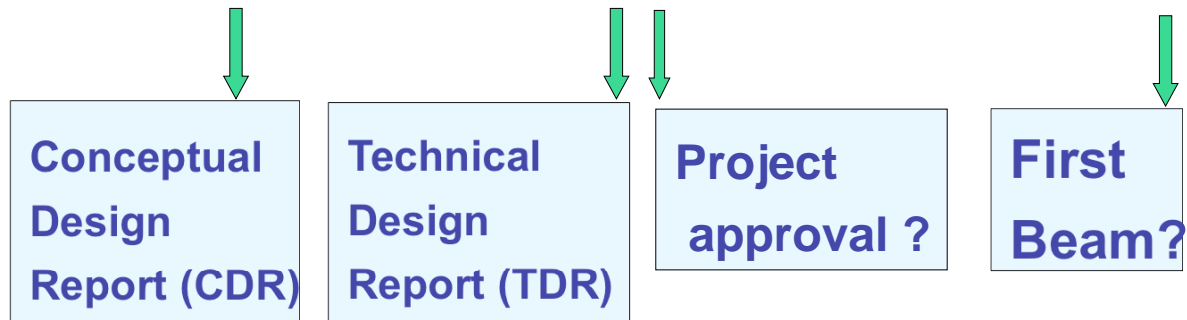 Conceptual
Design
Report (CDR)
Technical
Design
Report (TDR)
Project
approval ?
First
Beam?